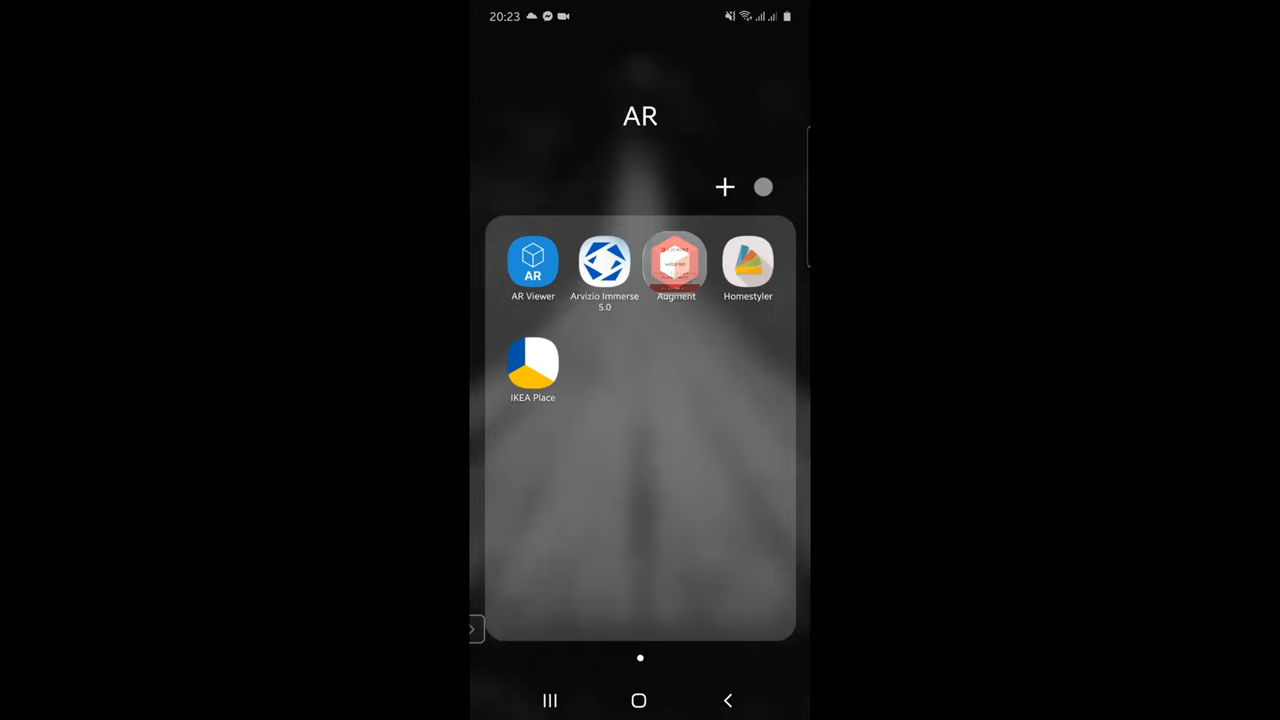 20:23
AR
AR
AR Viewer
Arvizio Immerse
5.0
Augment
Homestyler
IKEA Place